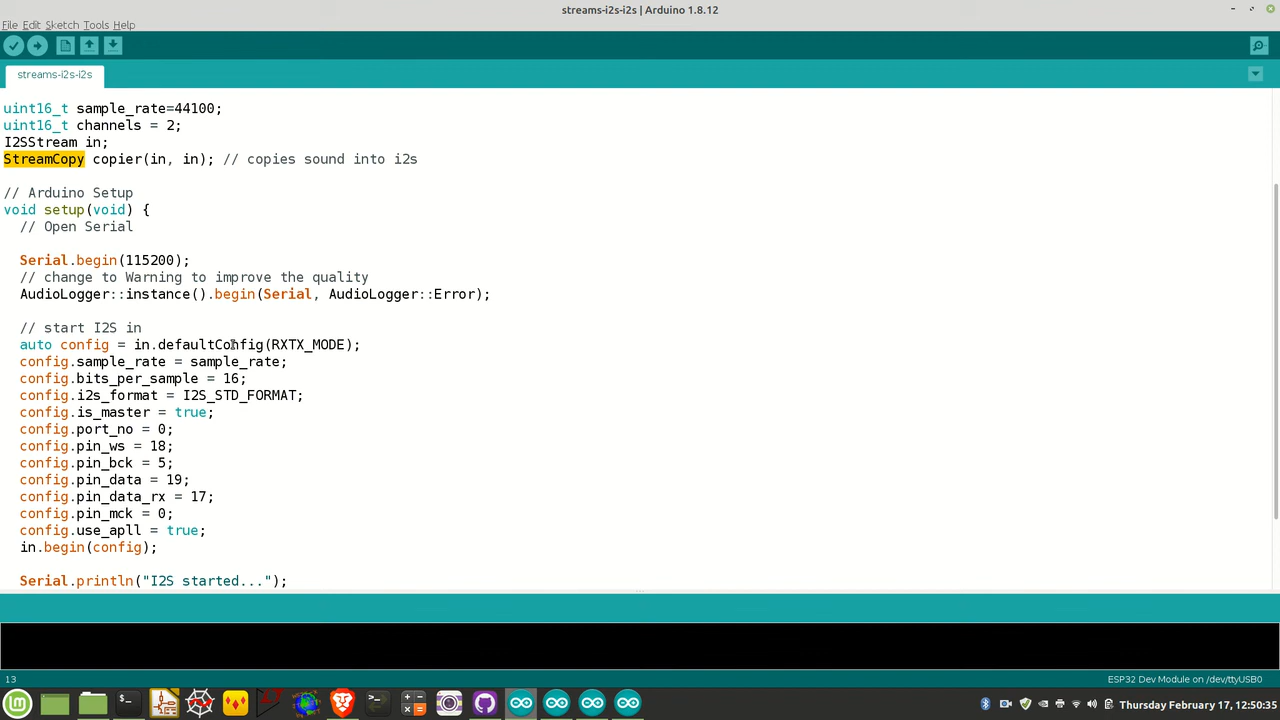 streams-i2s-i2s | Arduino 1.8.12
File Edit Sketch Tools Help
streams-i2s-i2s
uint16_t sample_rate=44100;
uint16_t channels = 2;
I2SStream in;
StreamCopy copier(in, in); // copies sound into i2s
// Arduino Setup
void setup(void) {
// Open Serial
Serial.begin(115200);
// change to Warning to improve the quality
AudioLogger::instance().begin(Serial, AudioLogger::Error);
// start I2S in
auto config = in.defaultConfig(RXTX_MODE);
config.sample_rate = sample_rate;
config.bits_per_sample = 16;
config.i2s_format = I2S_STD_FORMAT;
config.is_master = true;
config.port_no = 0;
config.pin_ws = 18;
config.pin_bck = 5;
config.pin_data = 19;
config.pin_data_rx = 17;
config.pin_mck = 0;
config.use_apll = true;
in.begin(config);
Serial.println("I2S started...");
13
ESP32 Dev Module on /dev/ttyUSB0
Thursday February 17, 12:50:35